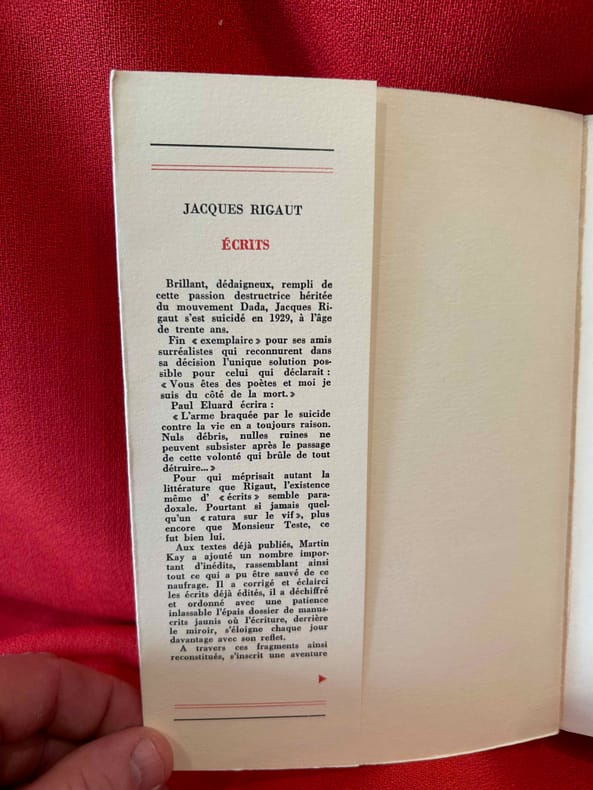 JACQUES RIGAUT
ÉCRITS
Brillant, dédaigneux, rempli de
cette passion destructrice héritée
du mouvement Dada, Jacques Ri-
gaut s'est suicidé en 1929, à l'âge
de trente ans.
Fin « exemplaire » pour ses amis
surréalistes qui reconnurent dans
sa décision l'unique solution pos-
sible pour celui qui déclarait :
« Vous êtes des poètes et moi je
suis du côté de la mort. »
Paul Eluard écrira :
« L'arme braquée par le suicide
contre la vie en a toujours raison.
Nuls débris, nulles ruines ne
peuvent subsister après le passage
de cette volonté qui brûle de tout
détruire... »
Pour qui méprisait autant la
littérature que Rigaut, l'existence
même d' « écrits » semble para-
doxale. Pourtant si jamais quel-
qu'un « ratura sur le vif », plus
encore que Monsieur Teste, ce
fut bien lui.
Aux textes déjà publiés, Martin
Kay a ajouté un nombre impor-
tant d'inédits, rassemblant ainsi
tout ce qui a pu être sauvé de ce
naufrage. Il a corrigé et éclairci
les écrits déjà édités, il a déchiffré
et ordonné avec une patience
inlassable l'épais dossier de manus-
crits jaunis où l'écriture, derrière
le miroir, s'éloigne chaque jour
davantage avec son reflet.
A travers ces fragments ainsi
reconstitués, s'inscrit une aventure